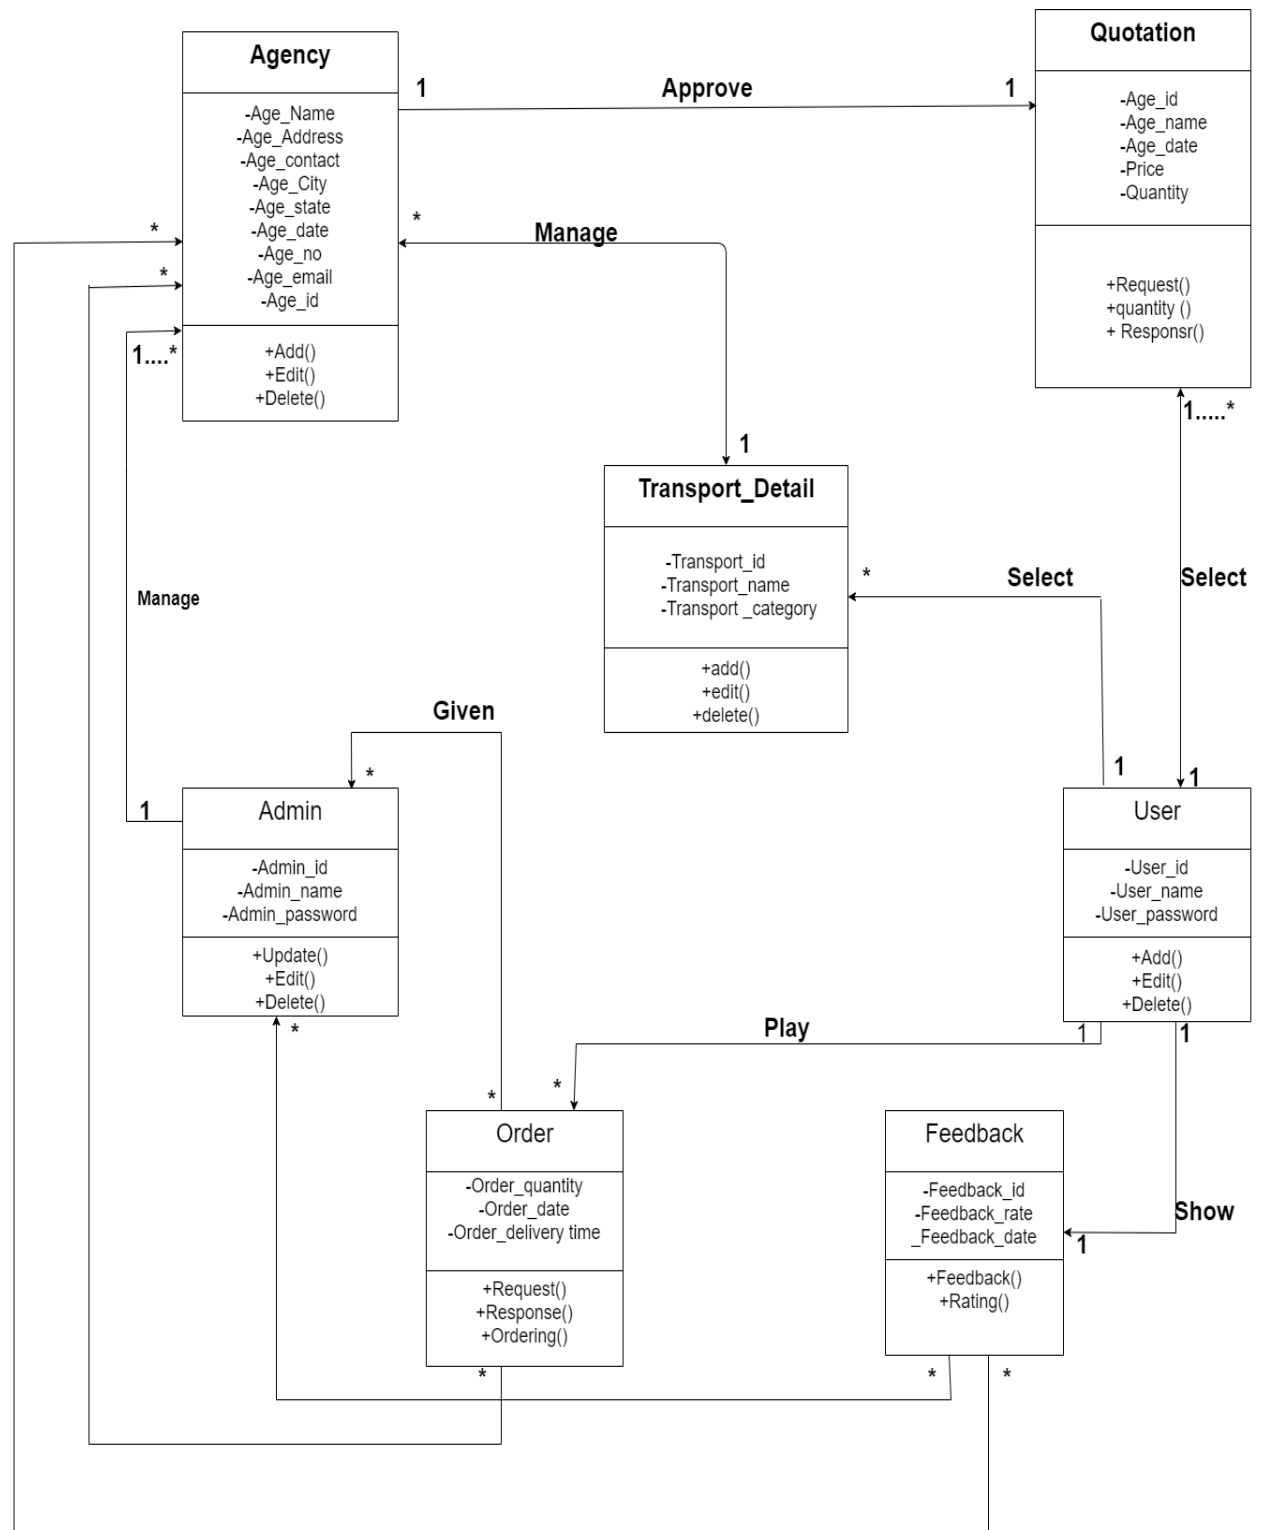 Agency
-Age_Name
-Age_Address
-Age_contact
-Age_City
-Age_state
-Age_date
-Age_no
-Age_email
-Age_id
+Add()
+Edit()
+Delete()
1
Approve
1
Quotation
-Age_id
-Age_name
-Age_date
-Price
-Quantity
+Request()
+quantity ()
+ Responsr()
*
*
1....*
*
Manage
1
1.....*
Transport_Detail
-Transport_id
-Transport_name
-Transport _category
+add()
+edit()
+delete()
*
Select
Select
Manage
Given
*
1
1
1
Admin
-Admin_id
-Admin_name
-Admin_password
+Update()
+Edit()
+Delete()
*
User
-User_id
-User_name
-User_password
+Add()
+Edit()
+Delete()
Play
1
1
*
*
Order
-Order_quantity
-Order_date
-Order_delivery time
+Request()
+Response()
+Ordering()
*
Feedback
-Feedback_id
-Feedback_rate
_Feedback_date
+Feedback()
+Rating()
Show
1
*
*